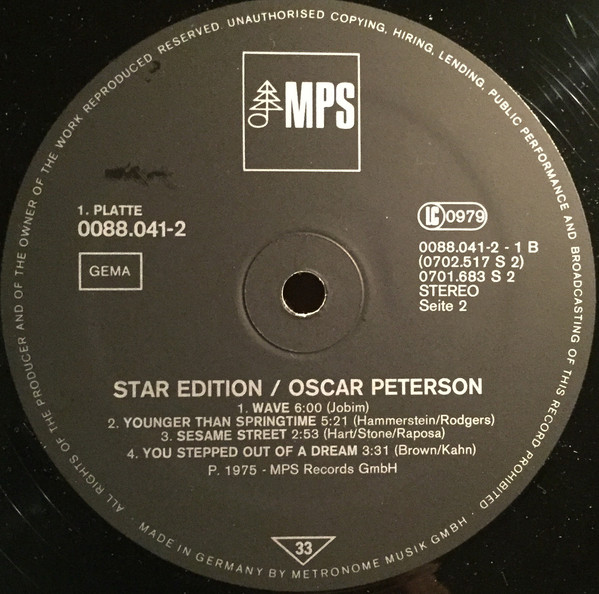 ALL RIGHTS OF THE PRODUCER AND OF THE OWNER OF THE WORK REPRODUCED RESERVED. UNAUTHORISED COPYING, HIRING, LENDING, PUBLIC PERFORMANCE AND BROADCASTING OF THIS RECORD PROHIBITED ·
MPS
1. PLATTE
0088.041-2
GEMA
LC 0979
0088.041-2 - 1 B
(0702.517 S 2)
0701.683 S 2
STEREO
Seite 2
STAR EDITION / OSCAR PETERSON
1. WAVE 6:00 (Jobim)
2. YOUNGER THAN SPRINGTIME 5:21 (Hammerstein/Rodgers)
3. SESAME STREET 2:53 (Hart/Stone/Raposa)
4. YOU STEPPED OUT OF A DREAM 3:31 (Brown/Kahn)
P. 1975 - MPS Records GmbH
33
MADE IN GERMANY BY METRONOME MUSIK GMBH ·